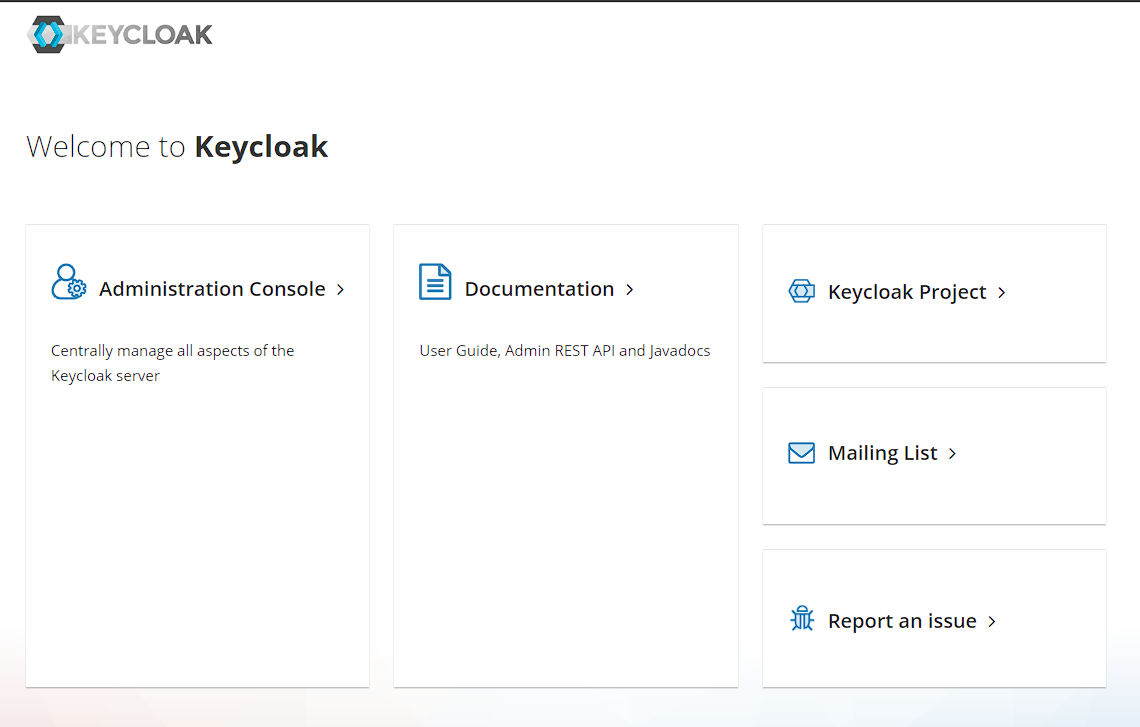 KEYCLOAK
Welcome to Keycloak
Administration Console
Centrally manage all aspects of the
Keycloak server
Documentation
User Guide, Admin REST API and Javadocs
Keycloak Project
Mailing List
Report an issue